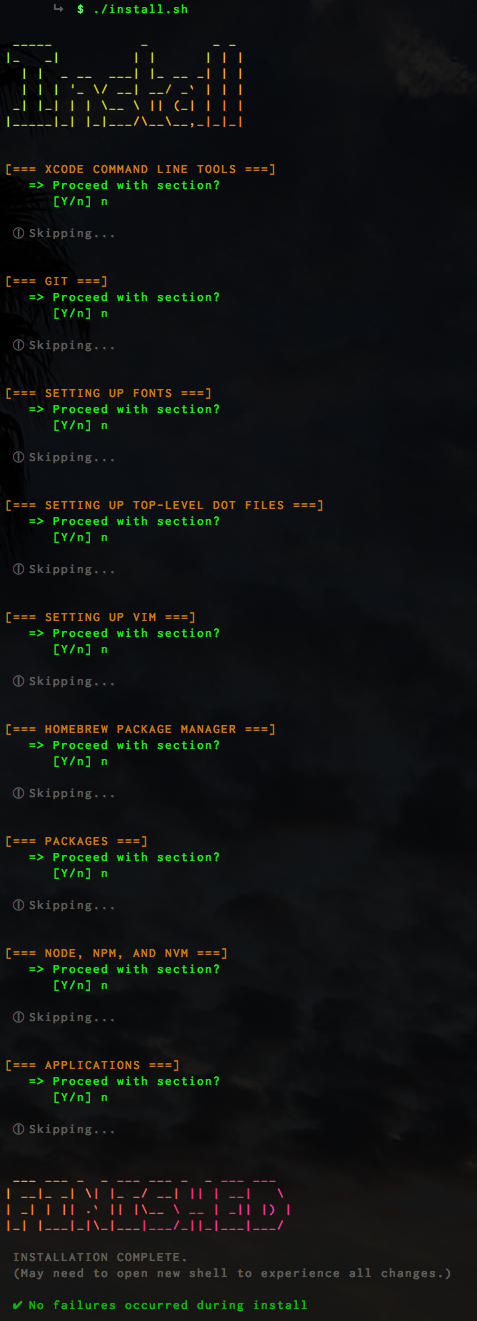 ↳ $ ./install.sh
Install
[=== XCODE COMMAND LINE TOOLS ===]
=> Proceed with section?
[Y/n] n
ⓘ Skipping...
[=== GIT ===]
=> Proceed with section?
[Y/n] n
ⓘ Skipping...
[=== SETTING UP FONTS ===]
=> Proceed with section?
[Y/n] n
ⓘ Skipping...
[=== SETTING UP TOP-LEVEL DOT FILES ===]
=> Proceed with section?
[Y/n] n
ⓘ Skipping...
[=== SETTING UP VIM ===]
=> Proceed with section?
[Y/n] n
ⓘ Skipping...
[=== HOMEBREW PACKAGE MANAGER ===]
=> Proceed with section?
[Y/n] n
ⓘ Skipping...
[=== PACKAGES ===]
=> Proceed with section?
[Y/n] n
ⓘ Skipping...
[=== NODE, NPM, AND NVM ===]
=> Proceed with section?
[Y/n] n
ⓘ Skipping...
[=== APPLICATIONS ===]
=> Proceed with section?
[Y/n] n
ⓘ Skipping...
FINISHED
INSTALLATION COMPLETE.
(May need to open new shell to experience all changes.)
✔ No failures occurred during install